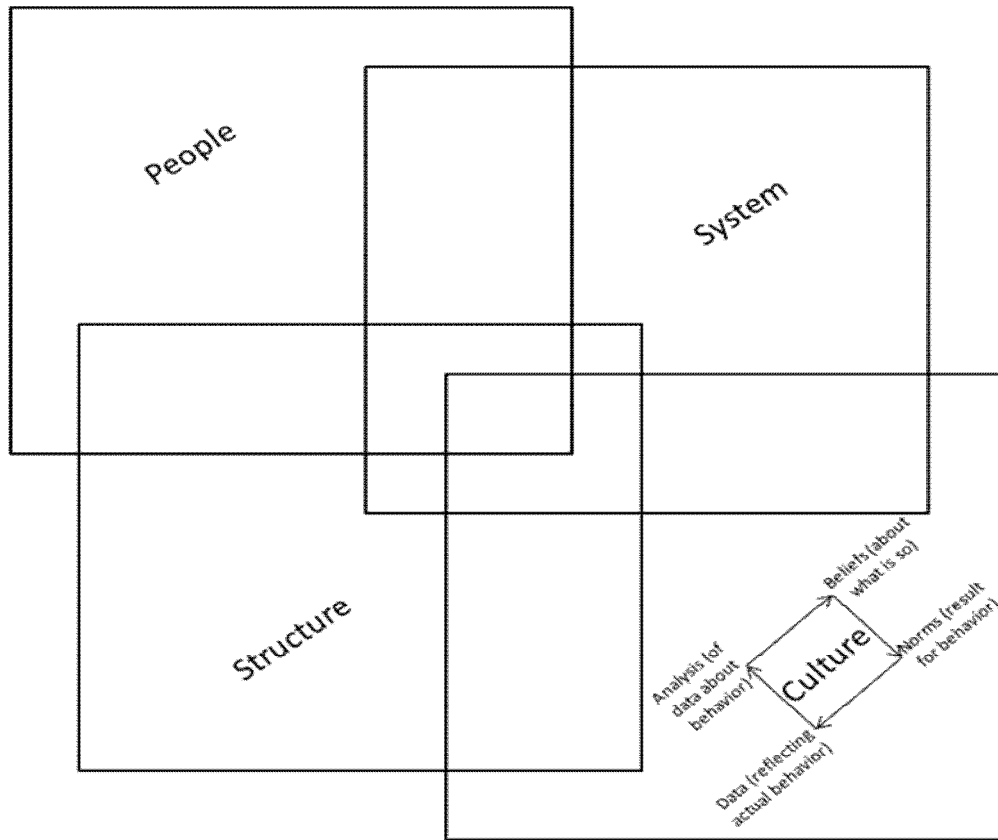 People
System
Structure
Culture
Beliefs (about
what is so)
Norms (result
for behavior)
Analysis (of
data about
behavior)
Data (reflecting
actual behavior)